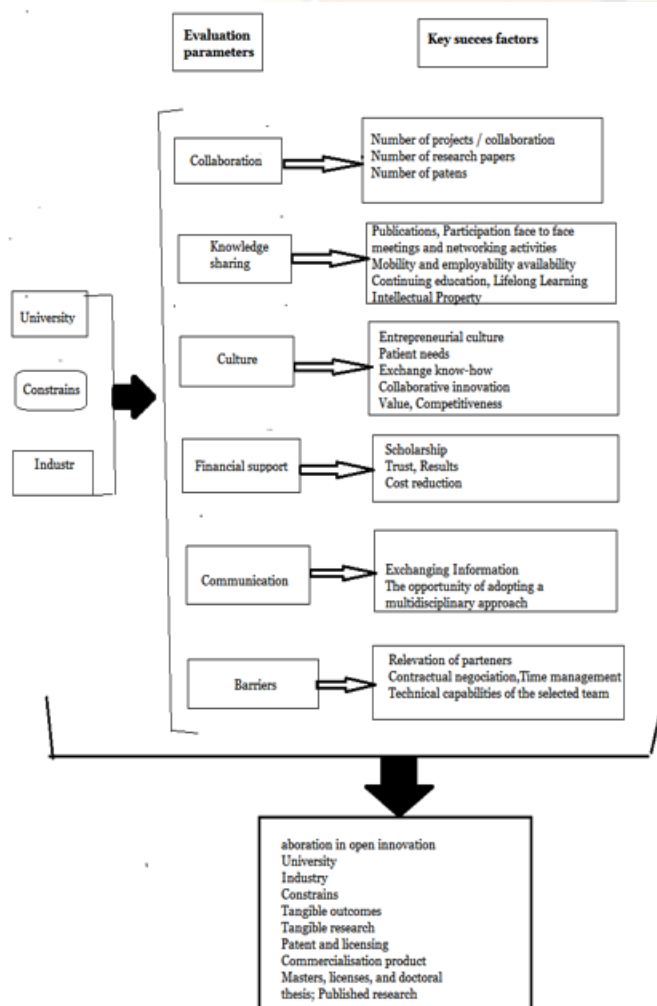 Evaluation
parameters
Key succes factors
Collaboration
Number of projects / collaboration
Number of research papers
Number of patens
Knowledge
sharing
Publications, Participation face to face
meetings and networking activities
Mobility and employability availability
Continuing education, Lifelong Learning
Intellectual Property
University
Constrains
Industr
Culture
Entrepreneurial culture
Patient needs
Exchange know-how
Collaborative innovation
Value, Competitiveness
Financial support
Scholarship
Trust, Results
Cost reduction
Communication
Exchanging Information
The opportunity of adopting a
multidisciplinary approach
Barriers
Relevation of parteners
Contractual negociation,Time management
Technical capabilities of the selected team
aboration in open innovation
University
Industry
Constrains
Tangible outcomes
Tangible research
Patent and licensing
Commercialisation product
Masters, licenses, and doctoral
thesis; Published research